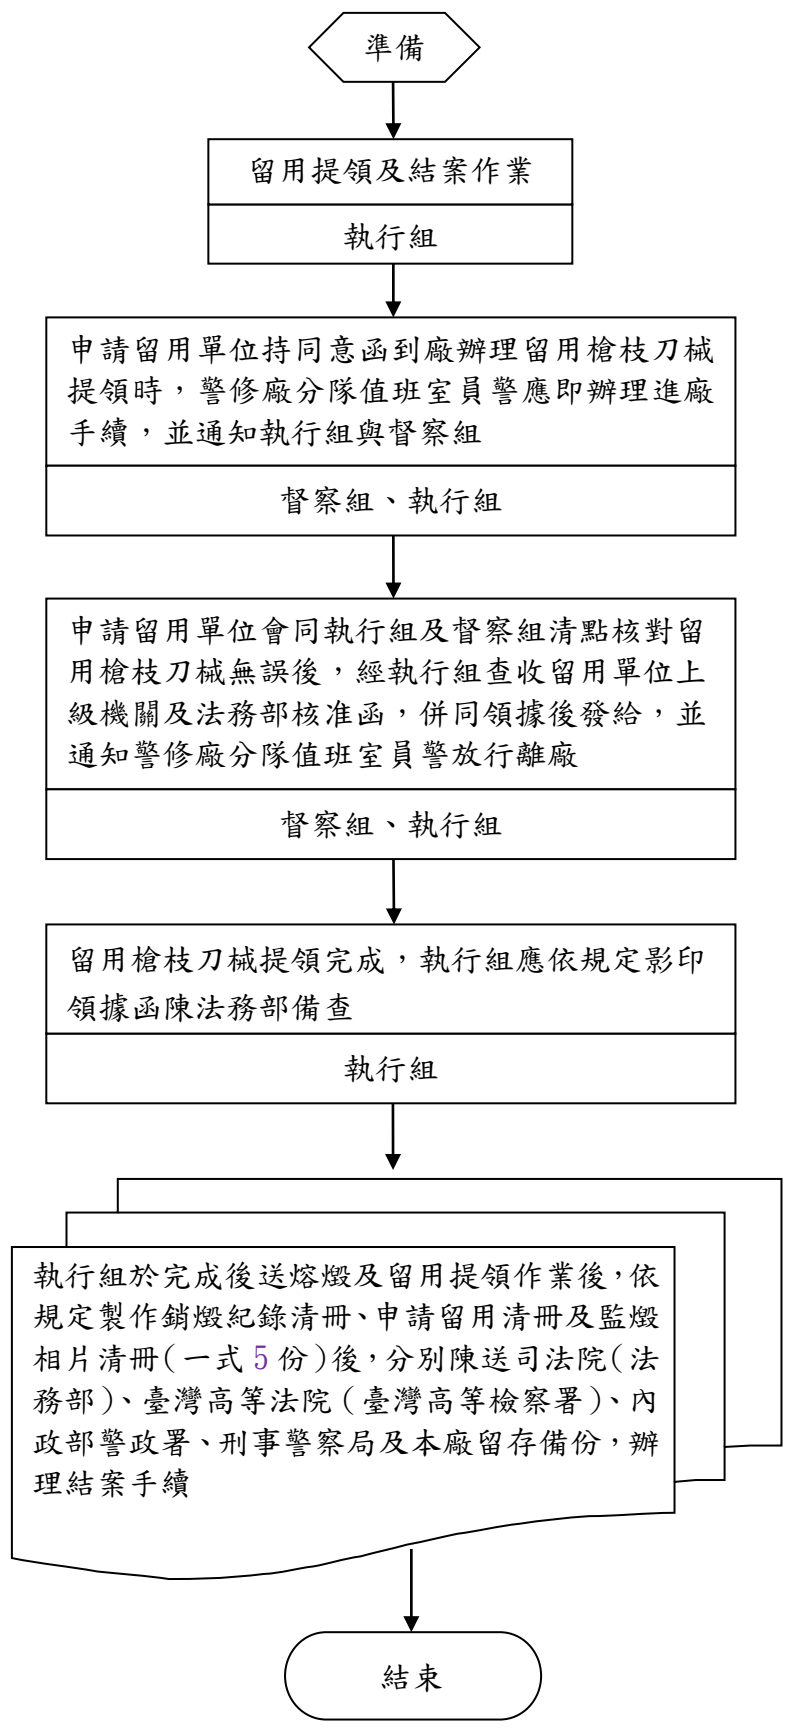 準備
留用提領及結案作業
執行組
申請留用單位持同意函到廠辦理留用槍枝刀械
提領時，警修廠分隊值班室員警應即辦理進廠
手續，並通知執行組與督察組
督察組、執行組
申請留用單位會同執行組及督察組清點核對留
用槍枝刀械無誤後，經執行組查收留用單位上
級機關及法務部核准函，併同領據後發給，並
通知警修廠分隊值班室員警放行離廠
督察組、執行組
留用槍枝刀械提領完成，執行組應依規定影印
領據函陳法務部備查
執行組
執行組於完成後送熔燬及留用提領作業後，依
規定製作銷燬紀錄清冊、申請留用清冊及監燬
相片清冊(一式 5 份)後，分別陳送司法院(法
務部)、臺灣高等法院(臺灣高等檢察署)、內
政部警政署、刑事警察局及本廠留存備份，辦
理結案手續
結束